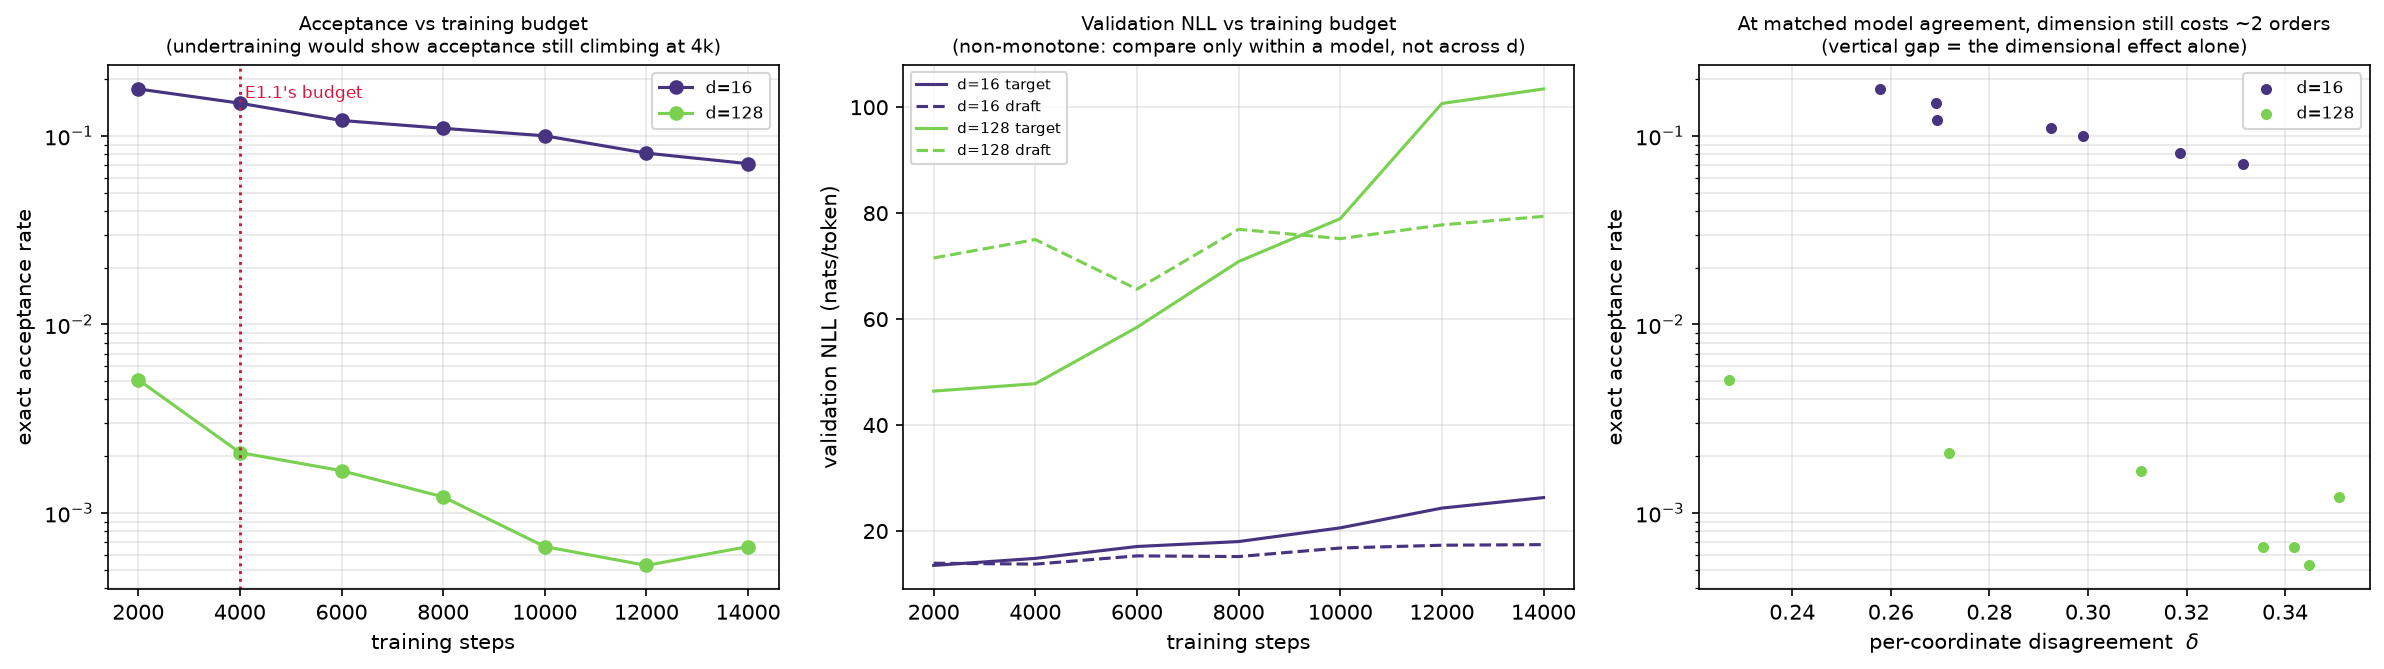 Acceptance vs training budget
(undertraining would show acceptance still climbing at 4k)
E1.1's budget
d=16
d=128
exact acceptance rate
10⁻¹
10⁻²
10⁻³
2000 4000 6000 8000 10000 12000 14000
training steps
Validation NLL vs training budget
(non-monotone: compare only within a model, not across d)
d=16 target
d=16 draft
d=128 target
d=128 draft
validation NLL (nats/token)
100
80
60
40
20
2000 4000 6000 8000 10000 12000 14000
training steps
At matched model agreement, dimension still costs ~2 orders
(vertical gap = the dimensional effect alone)
d=16
d=128
exact acceptance rate
10⁻¹
10⁻²
10⁻³
0.24 0.26 0.28 0.30 0.32 0.34
per-coordinate disagreement δ